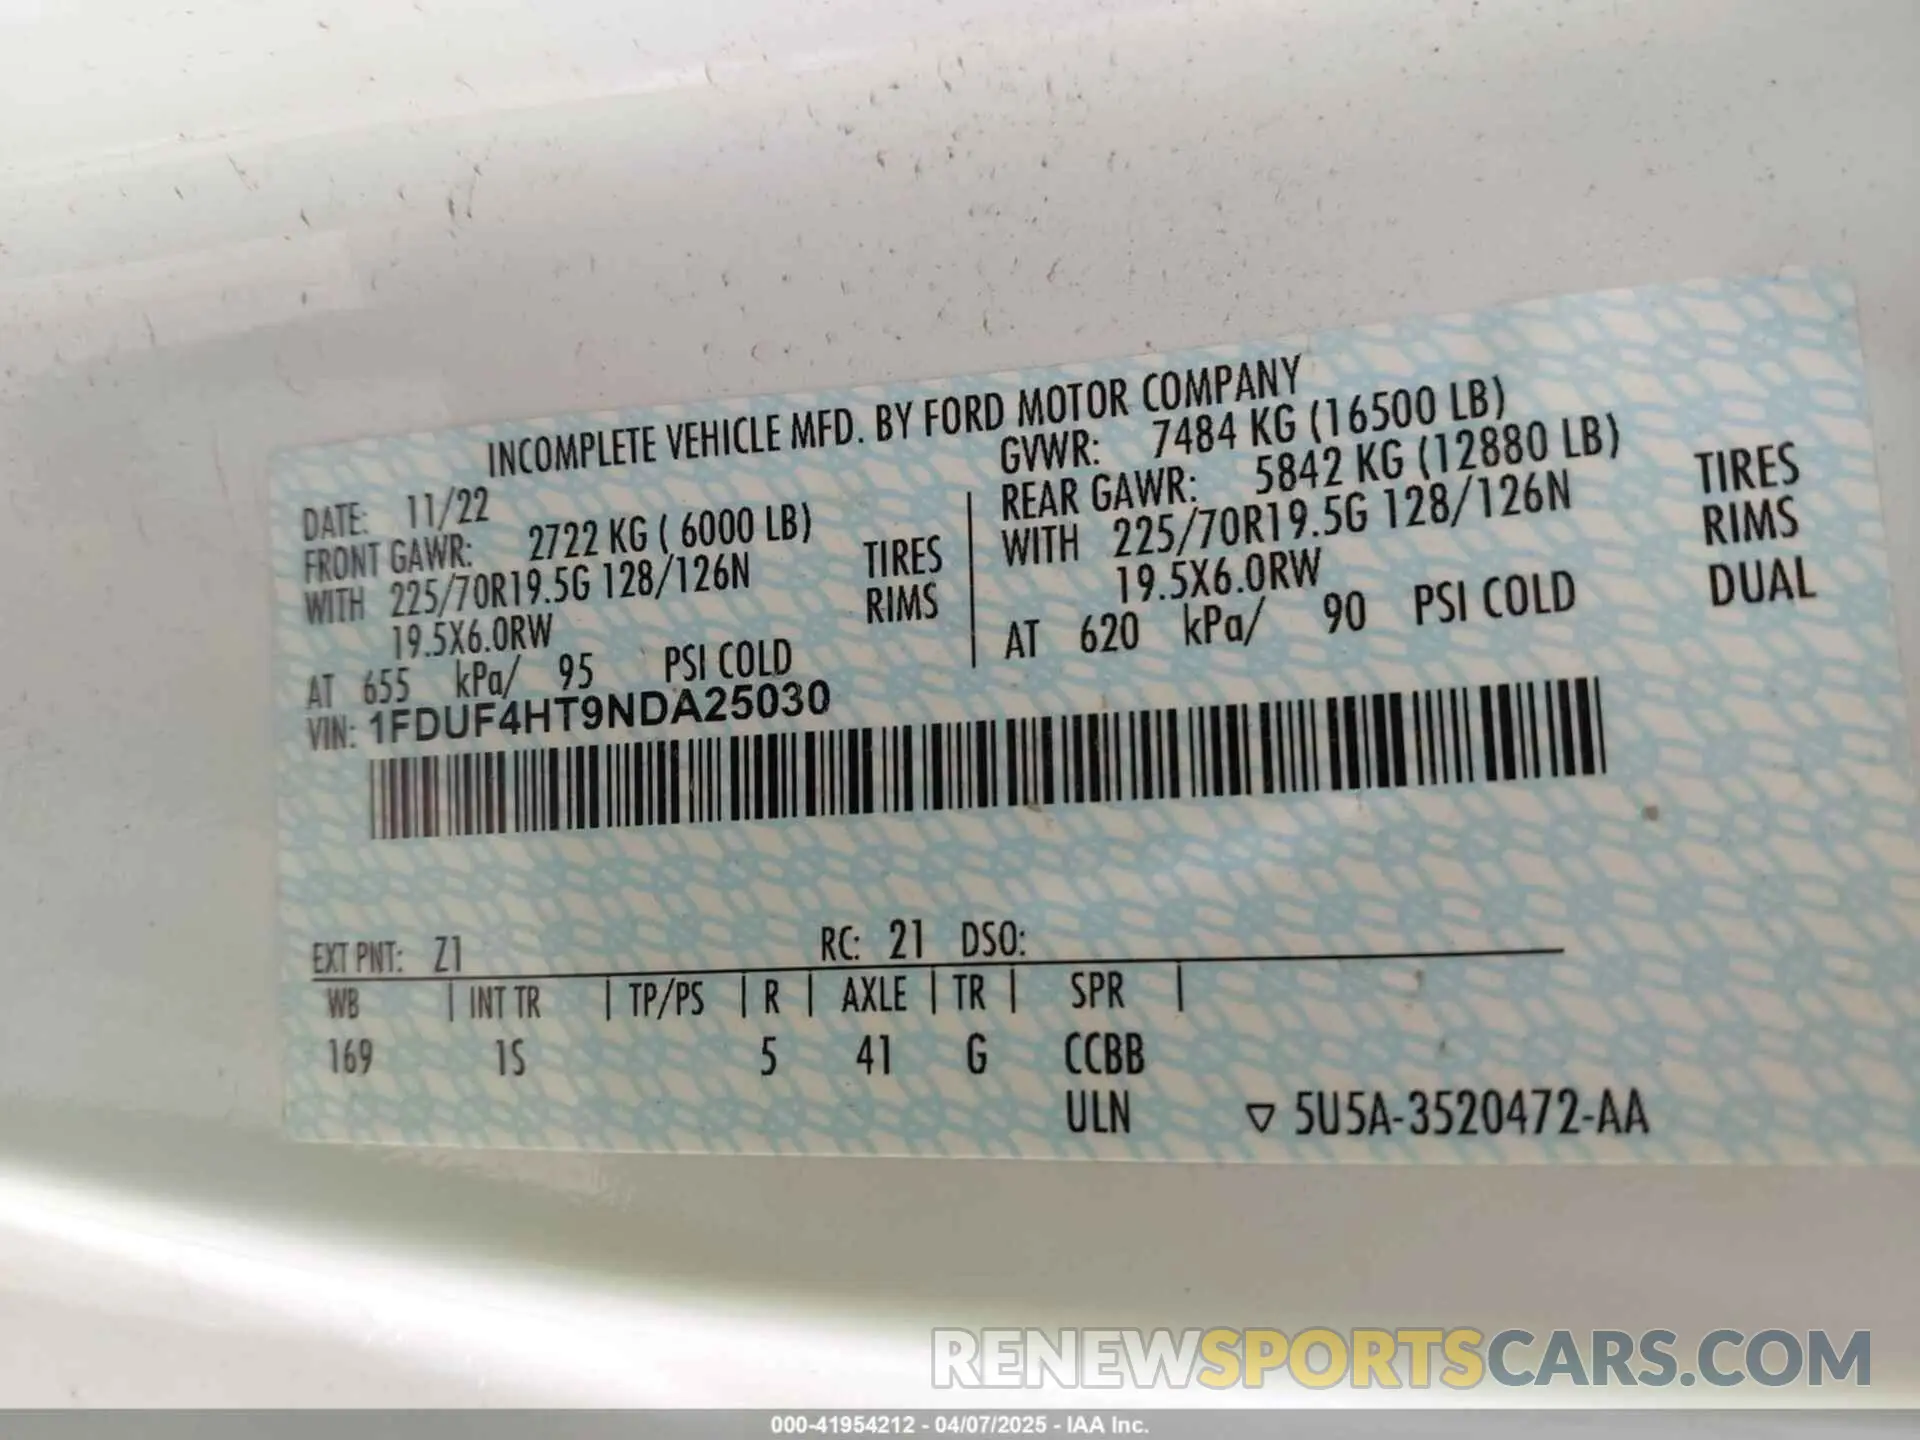 INCOMPLETE VEHICLE MFD. BY FORD MOTOR COMPANY
DATE: 11/22
GVWR: 7484 KG (16500 LB)
FRONT GAWR: 2722 KG ( 6000 LB)
REAR GAWR: 5842 KG (12880 LB)
WITH 225/70R19.5G 128/126N TIRES
WITH 225/70R19.5G 128/126N TIRES
19.5X6.0RW RIMS
19.5X6.0RW RIMS
AT 655 kPa/ 95 PSI COLD
AT 620 kPa/ 90 PSI COLD DUAL
VIN: 1FDUF4HT9NDA25030
EXT PNT: Z1 RC: 21 DSO:
WB | INT TR | TP/PS | R | AXLE | TR | SPR |
169 1S 5 41 G CCBB
ULN ▽ 5U5A-3520472-AA
RENEWSPORTSCARS.COM
000-41954212 - 04/07/2025 - IAA Inc.